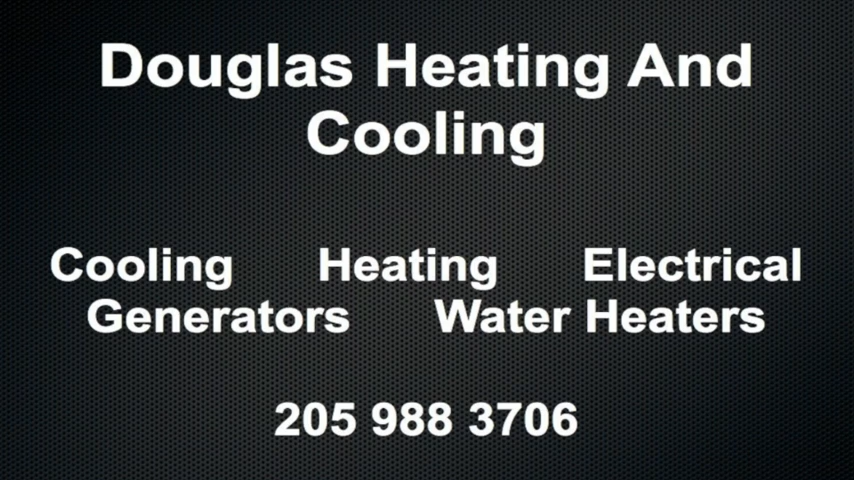 Douglas Heating And
Cooling
Cooling Heating Electrical
Generators Water Heaters
205 988 3706